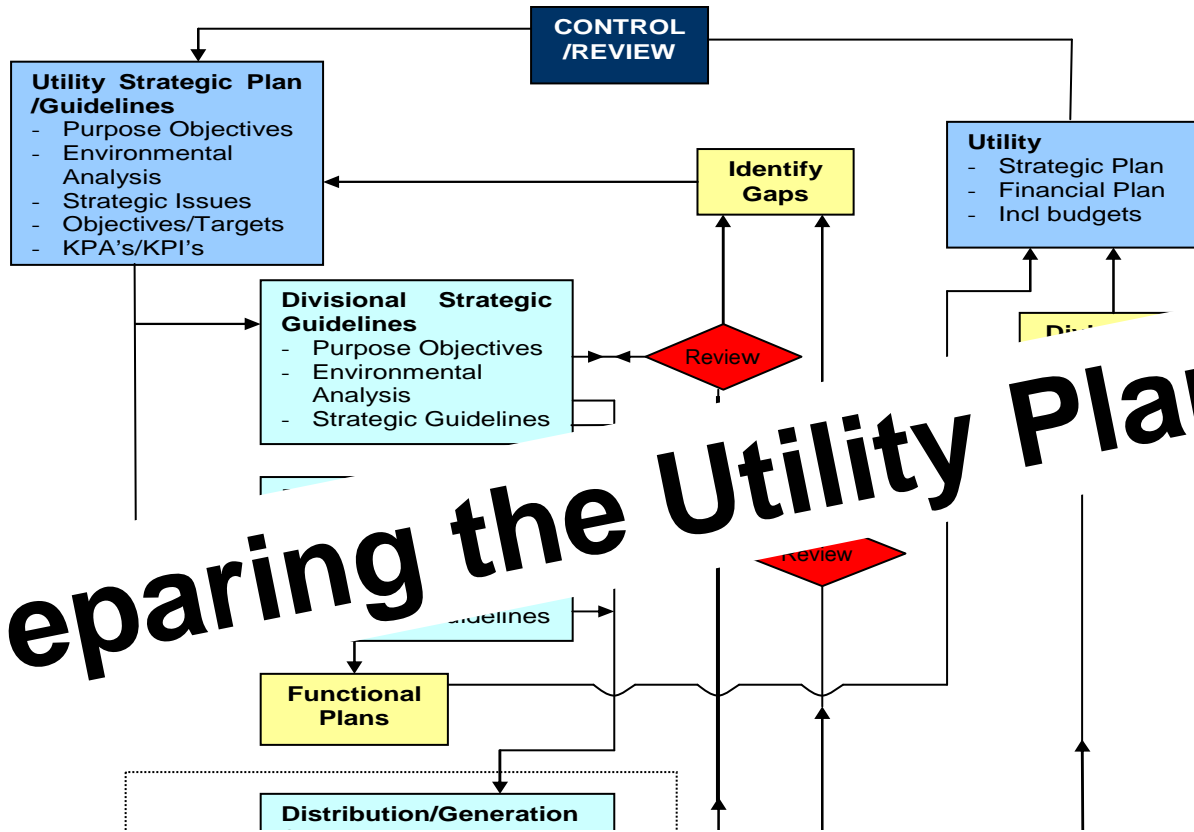 CONTROL
/REVIEW
Utility Strategic Plan
/Guidelines
- Purpose Objectives
- Environmental
Analysis
- Strategic Issues
- Objectives/Targets
- KPA's/KPI's
Identify
Gaps
Utility
- Strategic Plan
- Financial Plan
- Incl budgets
Divisional Strategic
Guidelines
- Purpose Objectives
- Environmental
Analysis
- Strategic Guidelines
Review
eparing the Utility Plan
Review
uidelines
Functional
Plans
Distribution/Generation